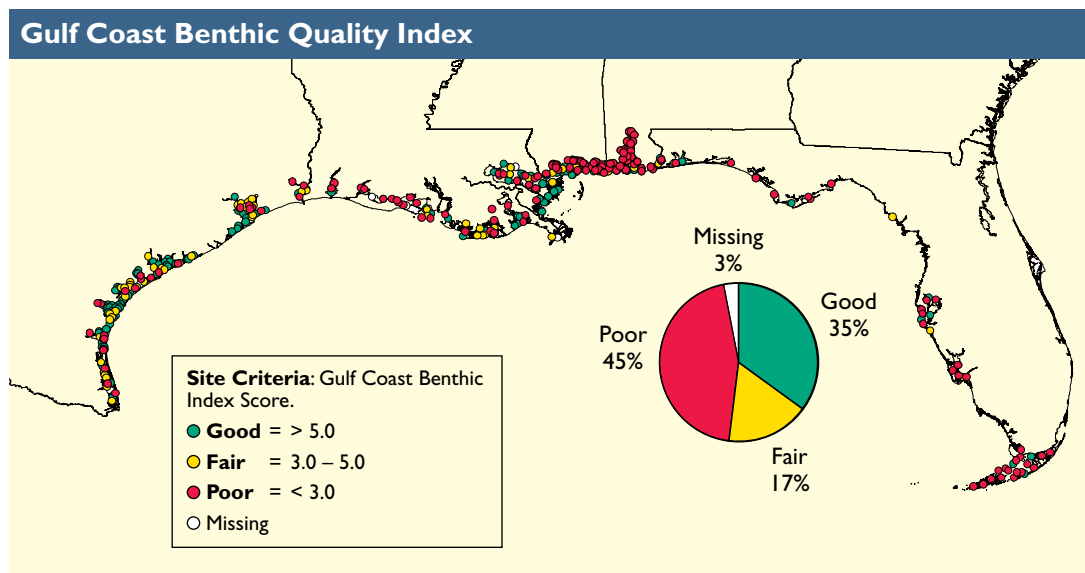 Gulf Coast Benthic Quality Index
Missing
3%
Good
35%
Poor
45%
Fair
17%
Site Criteria: Gulf Coast Benthic
Index Score.
Good = > 5.0
Fair = 3.0 – 5.0
Poor = < 3.0
Missing